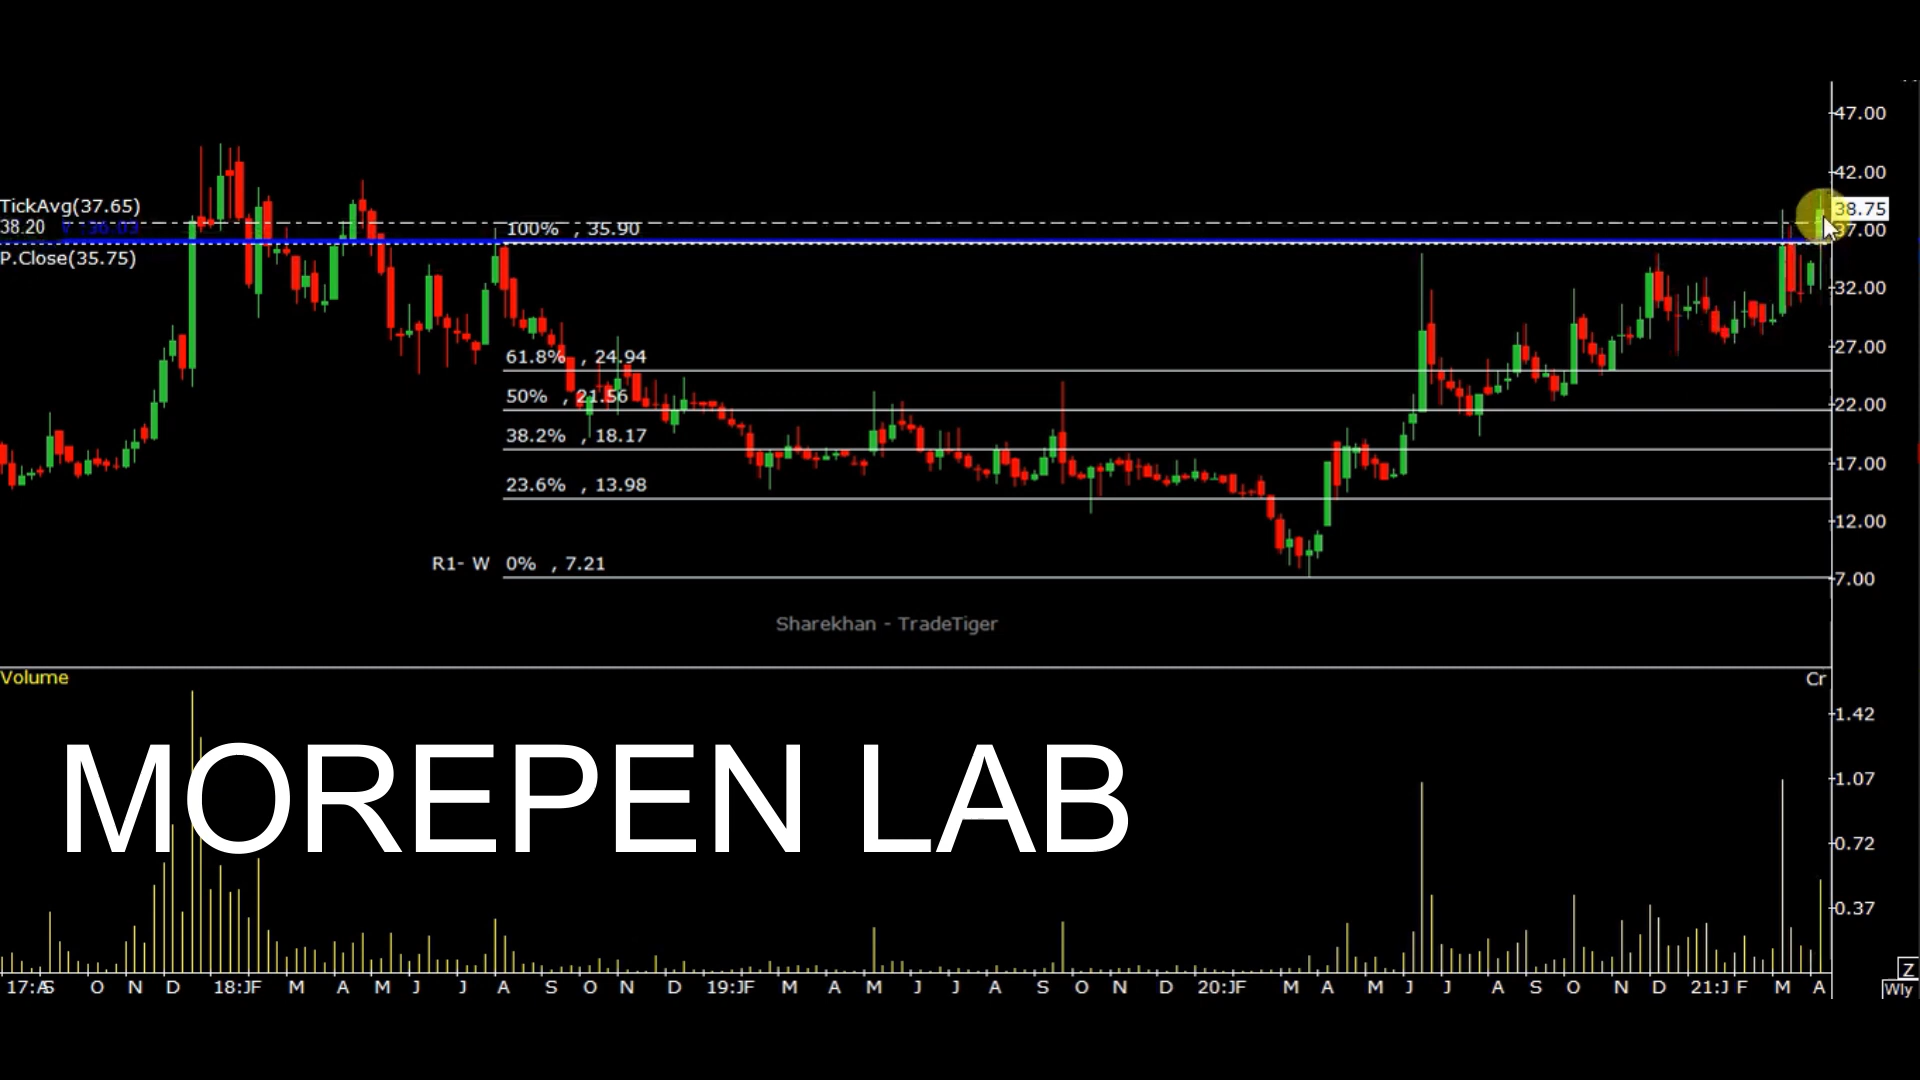 47.00
42.00
TickAvg(37.65)
38.75
38.20
37.00
100% , 35.90
P.Close(35.75)
32.00
27.00
61.8% , 24.94
50% , 21.56
22.00
38.2% , 18.17
17.00
23.6% , 13.98
12.00
R1- W 0% , 7.21
7.00
Sharekhan - TradeTiger
Volume
Cr
1.42
1.07
MOREPEN LAB
0.72
0.37
Z
17:A S O N D 18:JF M A M J J A S O N D 19:JF M A M J J A S O N D 20:JF M A M J J A S O N D 21:J F M A
Wly